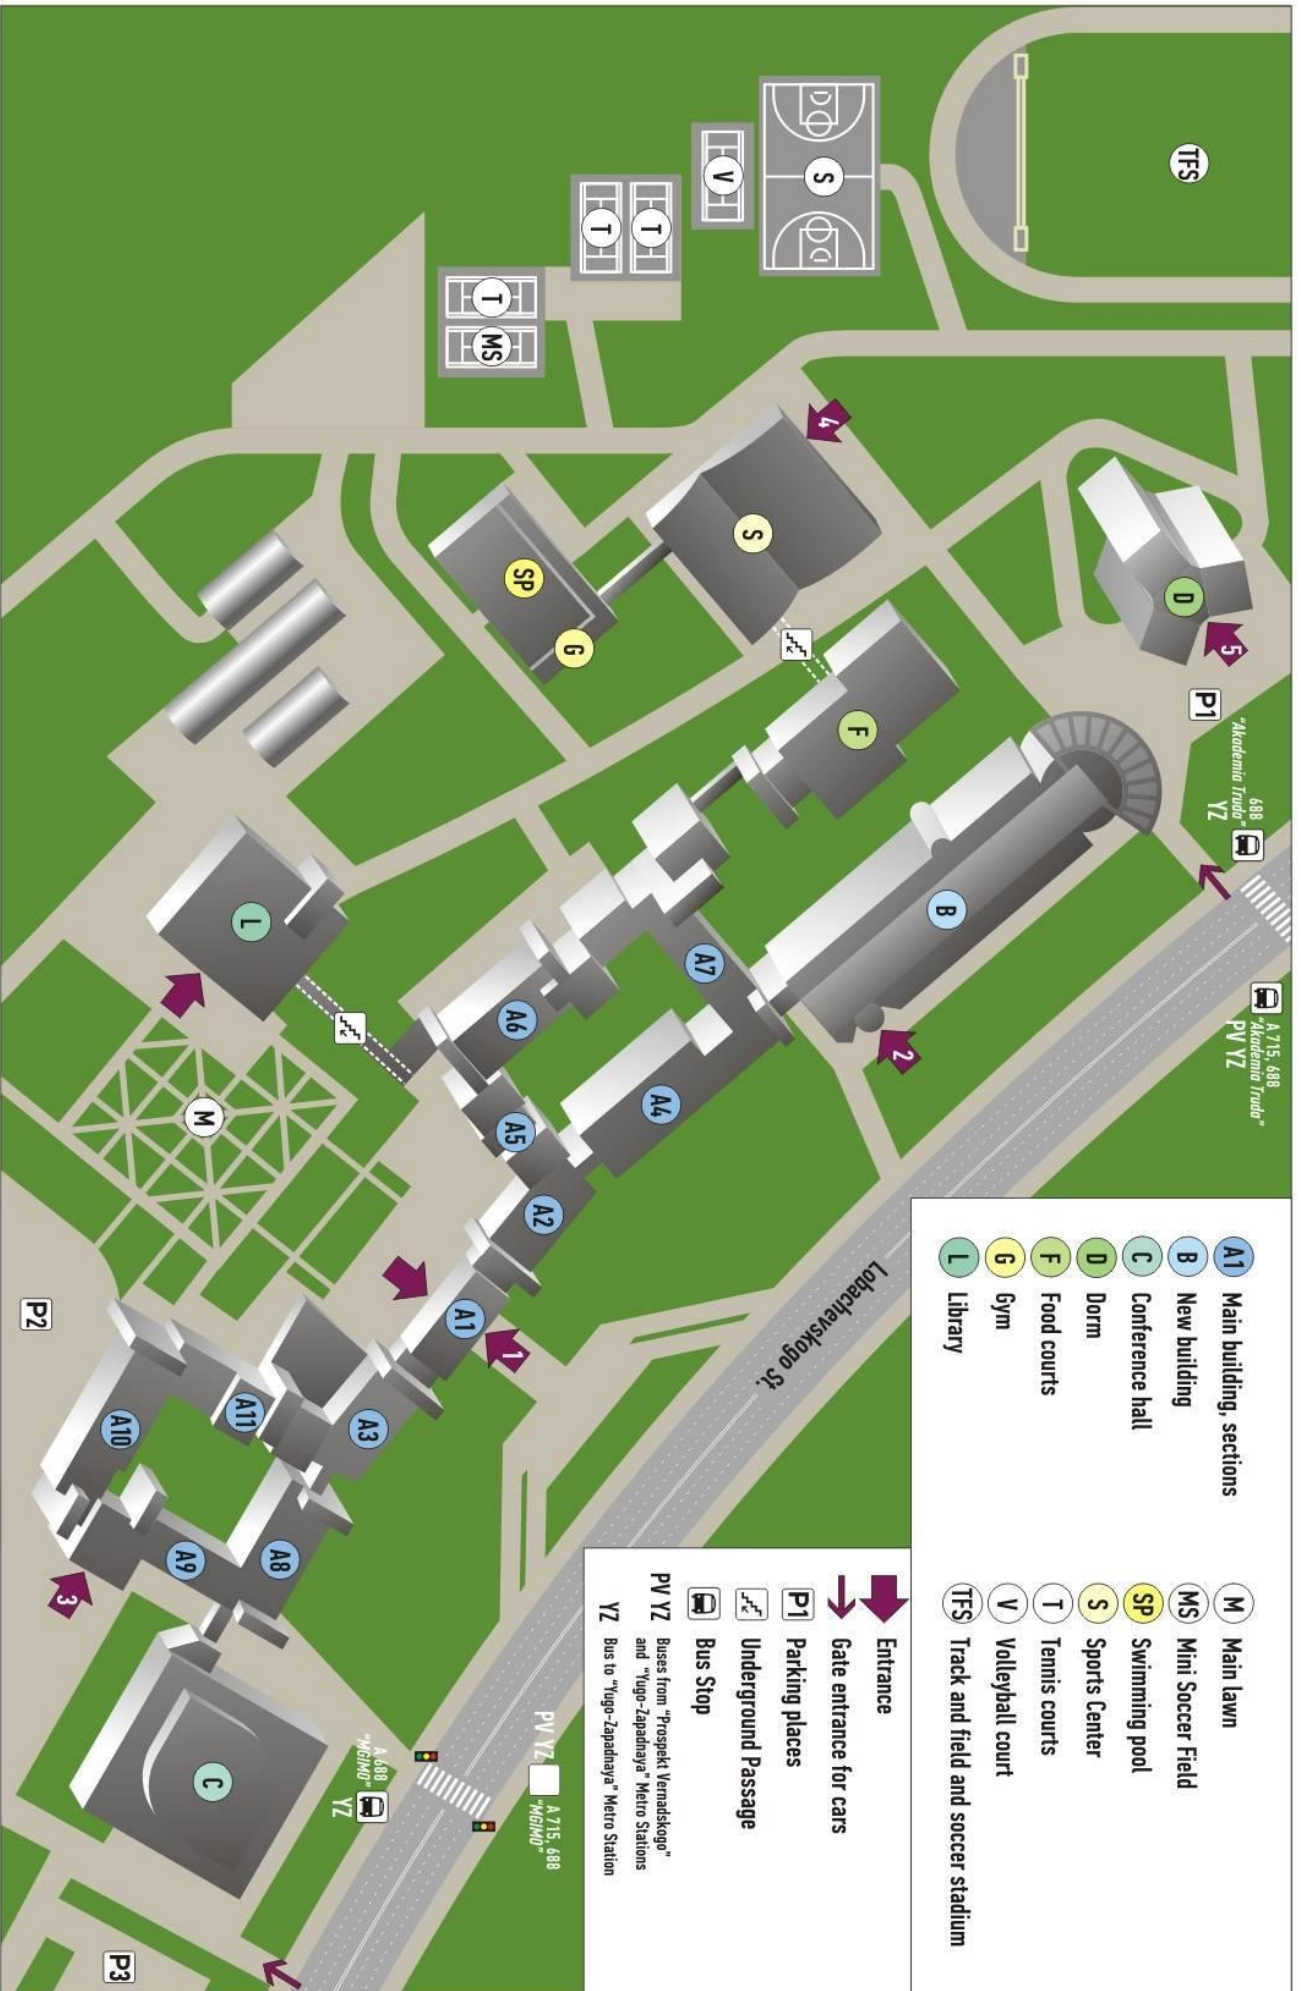 A1 Main building, sections
B New building
C Conference hall
D Dorm
F Food courts
G Gym
L Library
M Main lawn
MS Mini Soccer Field
SP Swimming pool
S Sports Center
T Tennis courts
V Volleyball court
TFS Track and field and soccer stadium
Entrance
Gate entrance for cars
P1 Parking places
Underground Passage
Bus Stop
PV YZ Buses from "Prospekt Vernadskogo"
and "Yugo-Zapadnaya" Metro Stations
YZ Bus to "Yugo-Zapadnaya" Metro Station
TFS
S
V
T
T
T
MS
4
S
SP
G
D
5
P1
688
"Akademia Truda"
YZ
A 715, 688
"Akademia Truda"
PV YZ
F
B
2
A7
A6
A4
A5
A2
A1
1
L
M
Lobachevskogo St.
P2
A3
A11
A10
A8
A9
3
C
A 688
"MGIMO"
YZ
PV YZ
A 715, 688
"MGIMO"
P3